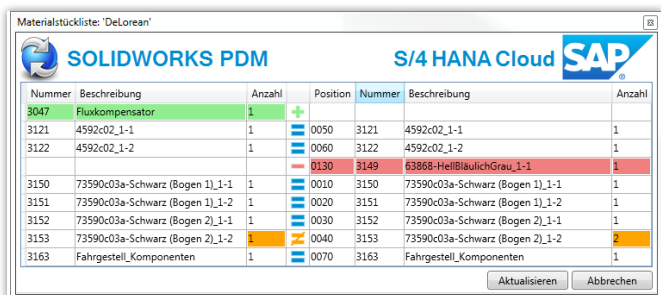 Materialstückliste: 'DeLorean'
SOLIDWORKS PDM S/4 HANA Cloud SAP
Nummer Beschreibung Anzahl Position Nummer Beschreibung Anzahl
3047 Fluxkompensator 1
3121 4592c02_1-1 1 0050 3121 4592c02_1-1 1
3122 4592c02_1-2 1 0060 3122 4592c02_1-2 1
0130 3149 63868-HellBläulichGrau_1-1 1
3150 73590c03a-Schwarz (Bogen 1)_1-1 1 0010 3150 73590c03a-Schwarz (Bogen 1)_1-1 1
3151 73590c03a-Schwarz (Bogen 1)_1-2 1 0020 3151 73590c03a-Schwarz (Bogen 1)_1-2 1
3152 73590c03a-Schwarz (Bogen 2)_1-1 1 0030 3152 73590c03a-Schwarz (Bogen 2)_1-1 1
3153 73590c03a-Schwarz (Bogen 2)_1-2 1 0040 3153 73590c03a-Schwarz (Bogen 2)_1-2 2
3163 Fahrgestell_Komponenten 1 0070 3163 Fahrgestell_Komponenten 1
Aktualisieren Abbrechen